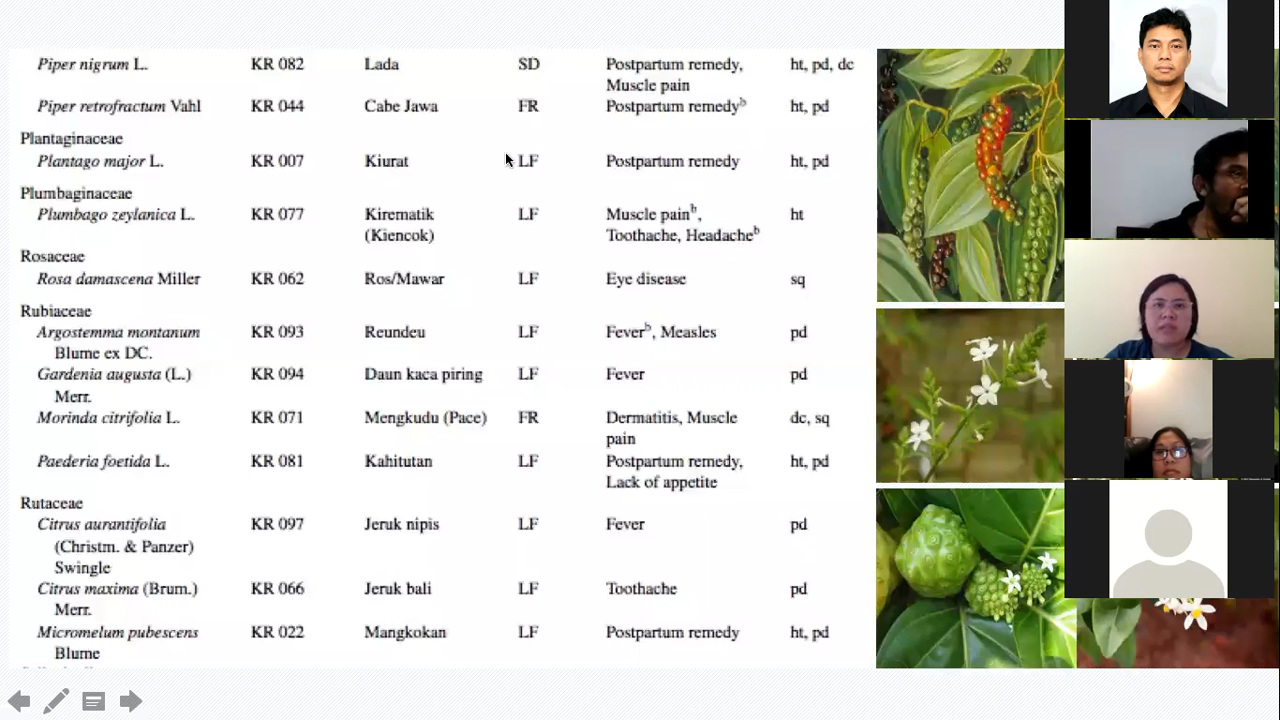 Piper nigrum L. KR 082 Lada SD Postpartum remedy, ht, pd, dc
Muscle pain
Piper retrofractum Vahl KR 044 Cabe Jawa FR Postpartum remedyᵇ ht, pd
Plantaginaceae
Plantago major L. KR 007 Kiurat LF Postpartum remedy ht, pd
Plumbaginaceae
Plumbago zeylanica L. KR 077 Kirematik LF Muscle painᵇ, ht
(Kiencok) Toothache, Headacheᵇ
Rosaceae
Rosa damascena Miller KR 062 Ros/Mawar LF Eye disease sq
Rubiaceae
Argostemma montanum KR 093 Reundeu LF Feverᵇ, Measles pd
Blume ex DC.
Gardenia augusta (L.) KR 094 Daun kaca piring LF Fever pd
Merr.
Morinda citrifolia L. KR 071 Mengkudu (Pace) FR Dermatitis, Muscle dc, sq
pain
Paederia foetida L. KR 081 Kahitutan LF Postpartum remedy, ht, pd
Lack of appetite
Rutaceae
Citrus aurantifolia KR 097 Jeruk nipis LF Fever pd
(Christm. & Panzer)
Swingle
Citrus maxima (Brum.) KR 066 Jeruk bali LF Toothache pd
Merr.
Micromelum pubescens KR 022 Mangkokan LF Postpartum remedy ht, pd
Blume